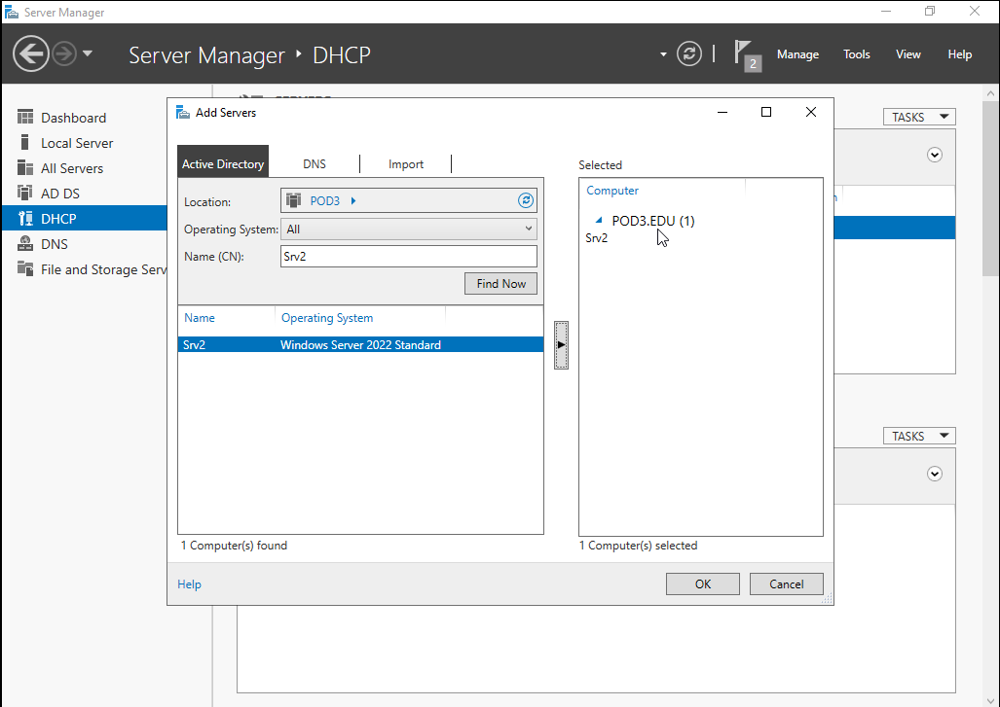 Server Manager
Server Manager ‣ DHCP
2
Manage
Tools
View
Help
Dashboard
Local Server
All Servers
AD DS
DHCP
DNS
File and Storage Serv
TASKS
Add Servers
Active Directory
DNS
Import
Location:
POD3
Operating System:
All
Name (CN):
Srv2
Find Now
Name
Operating System
Srv2
Windows Server 2022 Standard
1 Computer(s) found
Selected
Computer
POD3.EDU (1)
Srv2
1 Computer(s) selected
TASKS
Help
OK
Cancel